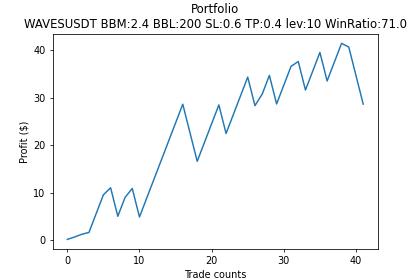 Portfolio
WAVESUSDT BBM:2.4 BBL:200 SL:0.6 TP:0.4 lev:10 WinRatio:71.0
40
30
20
10
0
Profit ($)
0
10
20
30
40
Trade counts